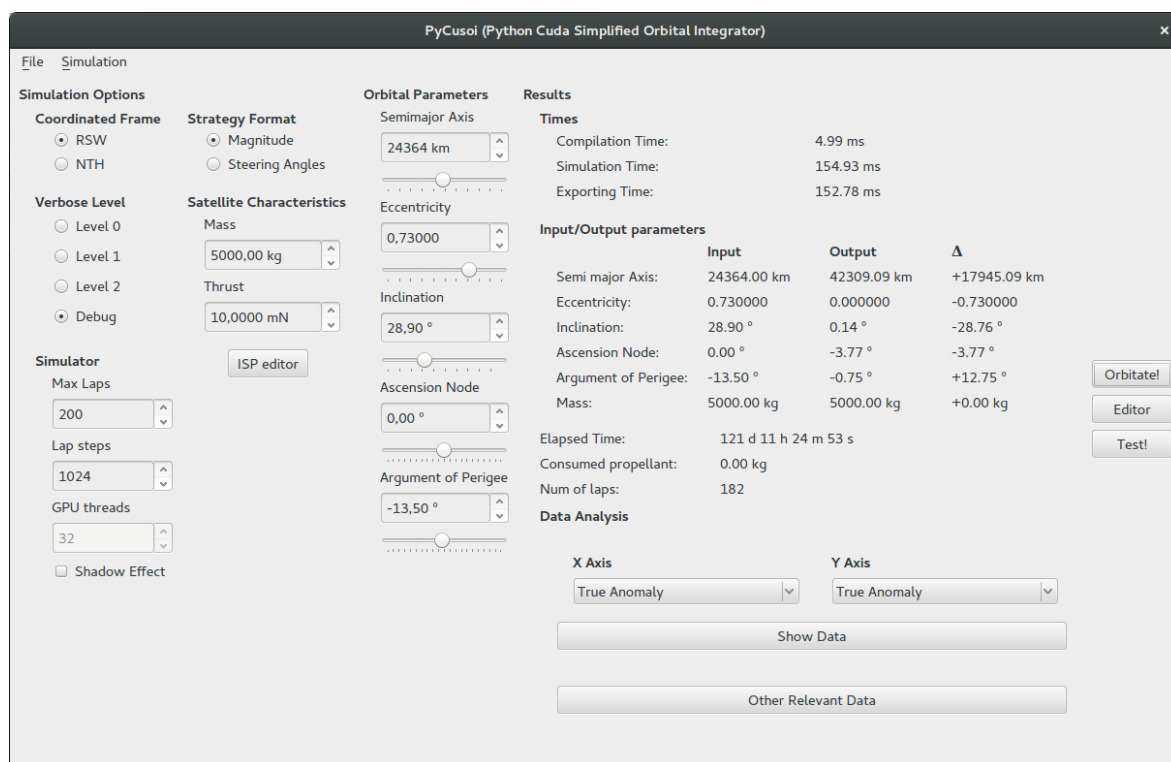 PyCusoi (Python Cuda Simplified Orbital Integrator)
×
File Simulation
Simulation Options
Coordinated Frame
RSW
NTH
Strategy Format
Magnitude
Steering Angles
Verbose Level
Level 0
Level 1
Level 2
Debug
Satellite Characteristics
Mass
5000,00 kg
Thrust
10,0000 mN
ISP editor
Simulator
Max Laps
200
Lap steps
1024
GPU threads
32
Shadow Effect
Orbital Parameters
Semimajor Axis
24364 km
Eccentricity
0,73000
Inclination
28,90 °
Ascension Node
0,00 °
Argument of Perigee
-13,50 °
Results
Times
Compilation Time: 4.99 ms
Simulation Time: 154.93 ms
Exporting Time: 152.78 ms
Input/Output parameters
Input Output Δ
Semi major Axis: 24364.00 km 42309.09 km +17945.09 km
Eccentricity: 0.730000 0.000000 -0.730000
Inclination: 28.90 ° 0.14 ° -28.76 °
Ascension Node: 0.00 ° -3.77 ° -3.77 °
Argument of Perigee: -13.50 ° -0.75 ° +12.75 °
Mass: 5000.00 kg 5000.00 kg +0.00 kg
Elapsed Time: 121 d 11 h 24 m 53 s
Consumed propellant: 0.00 kg
Num of laps: 182
Data Analysis
X Axis Y Axis
True Anomaly True Anomaly
Show Data
Other Relevant Data
Orbitate!
Editor
Test!